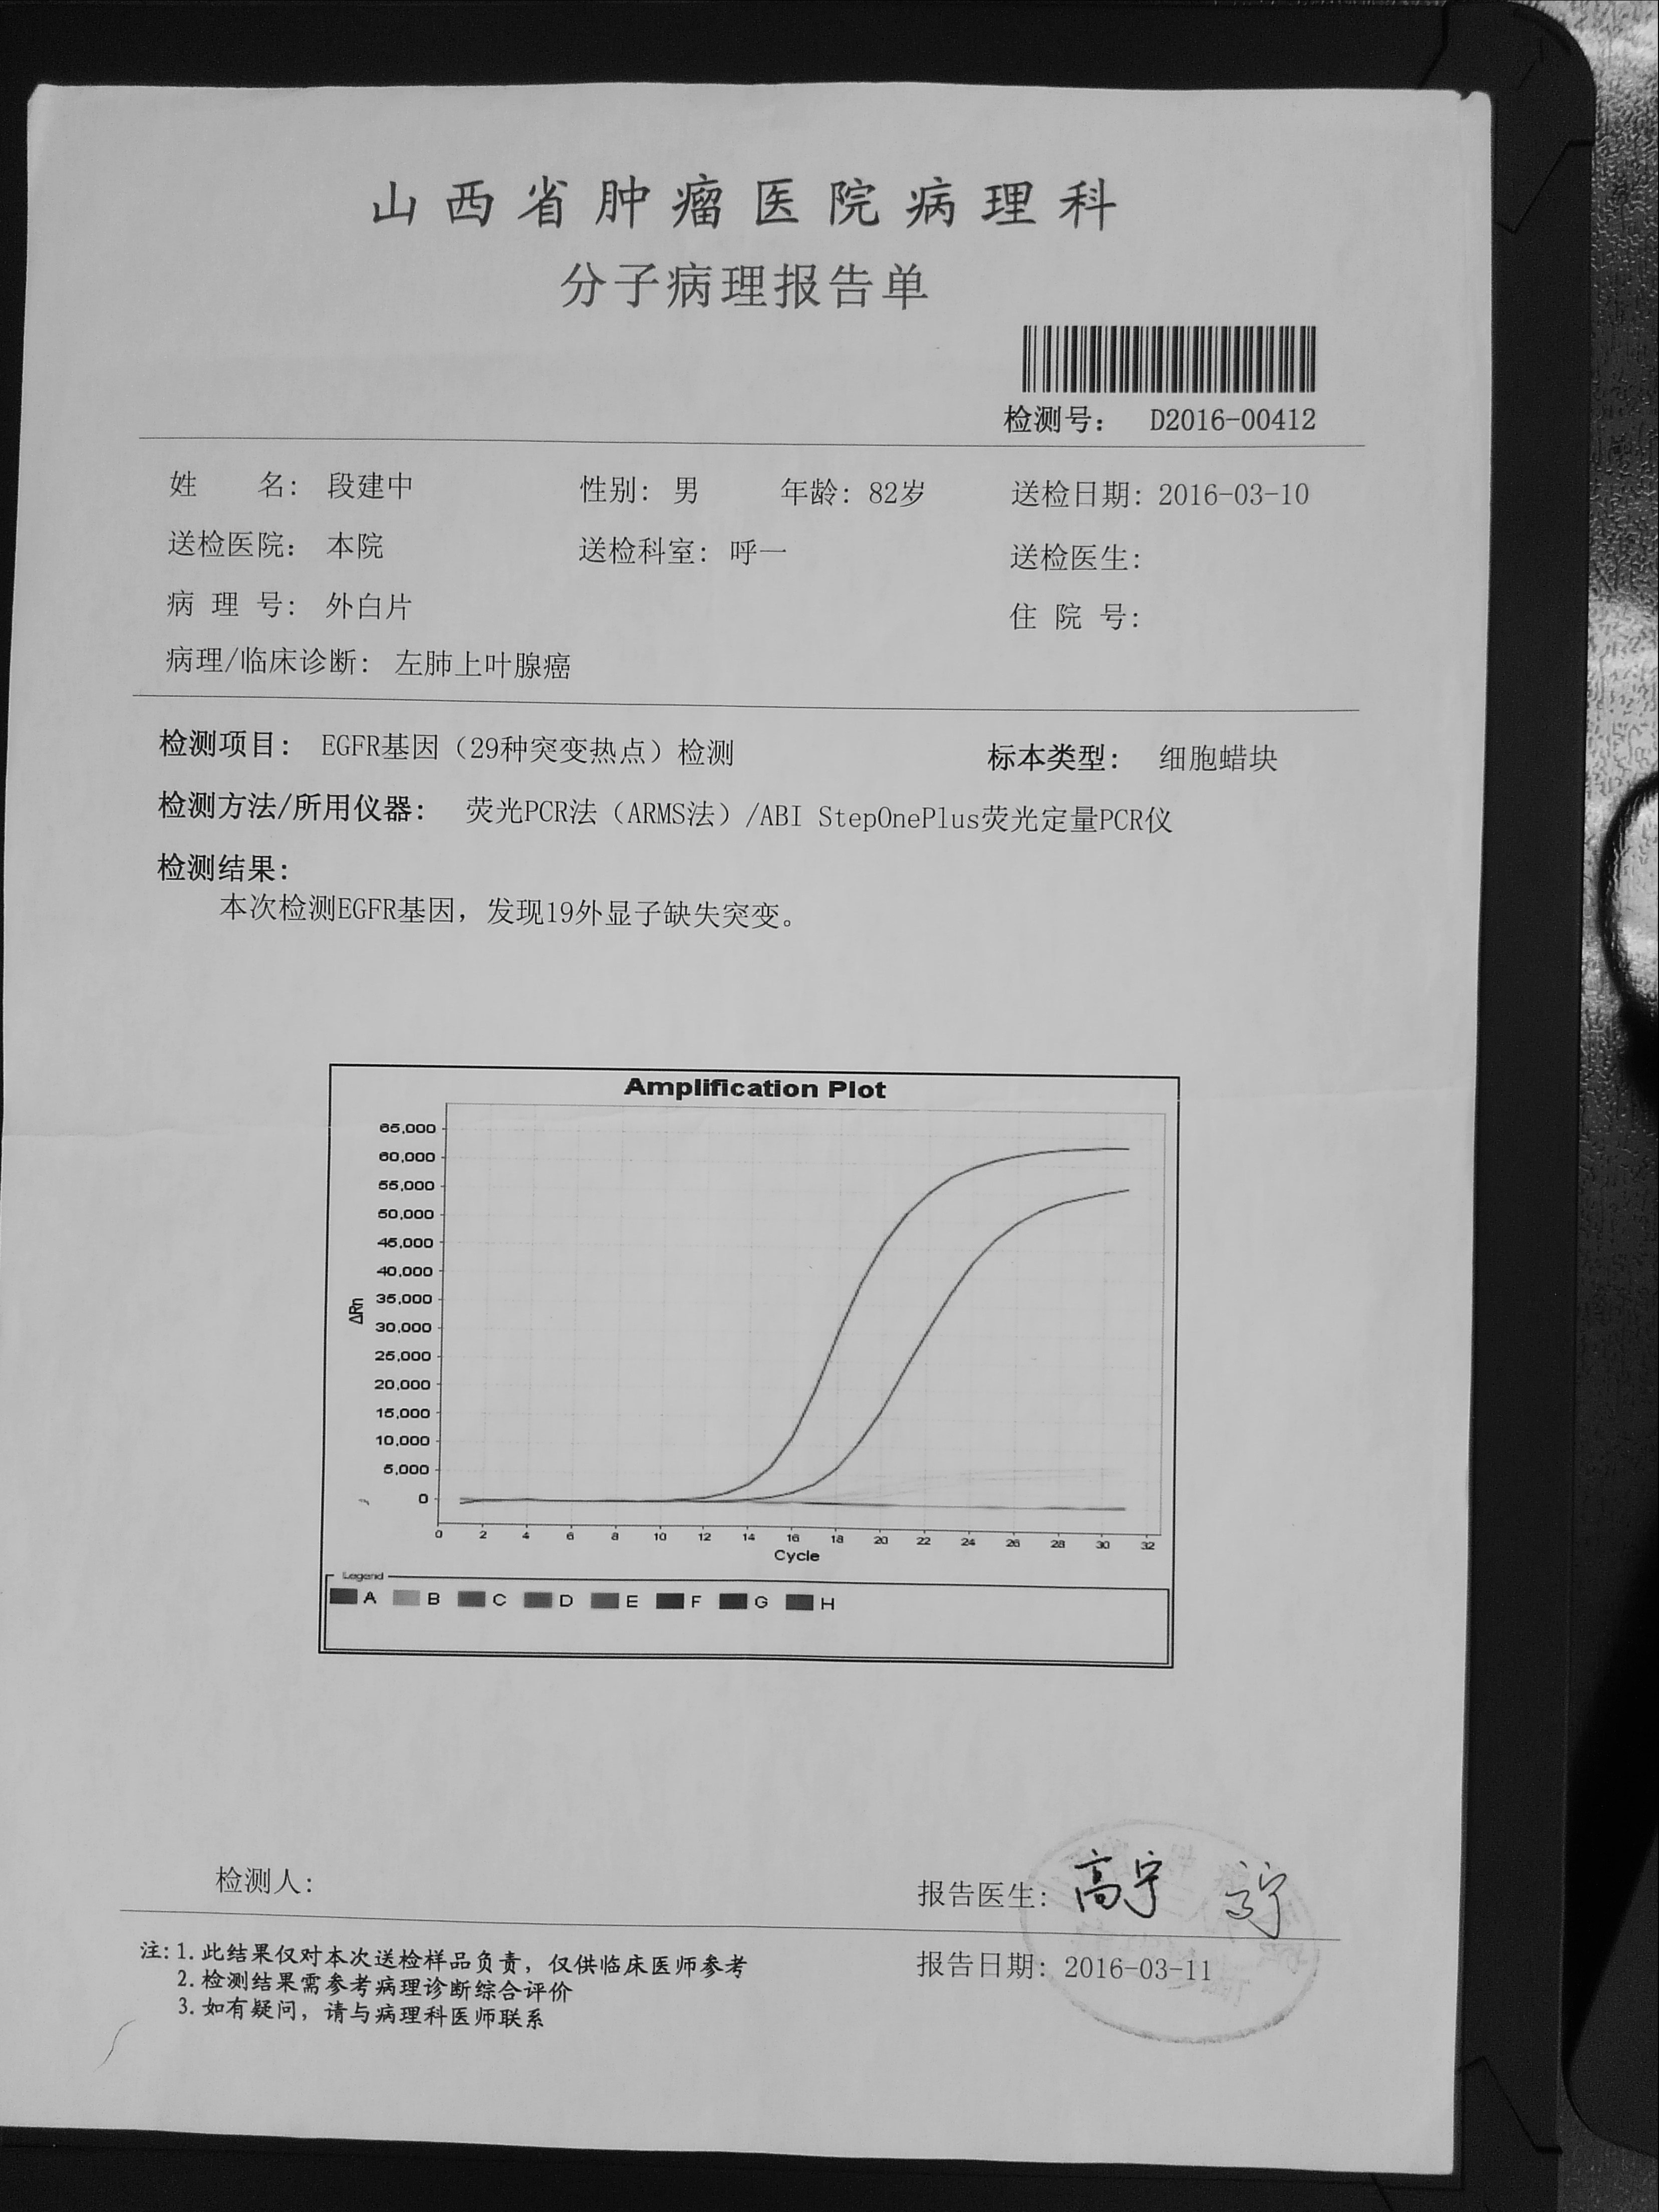 山西省肿瘤医院病理科
分子病理报告单
检测号： D2016-00412
姓 名： 段建中 性别： 男 年龄： 82岁 送检日期： 2016-03-10
送检医院： 本院 送检科室： 呼一 送检医生：
病 理 号： 外白片 住 院 号：
病理/临床诊断： 左肺上叶腺癌
检测项目： EGFR基因（29种突变热点）检测 标本类型： 细胞蜡块
检测方法/所用仪器： 荧光PCR法（ARMS法）/ABI StepOnePlus荧光定量PCR仪
检测结果：
本次检测EGFR基因，发现19外显子缺失突变。
Amplification Plot
65,000
60,000
55,000
50,000
45,000
40,000
35,000
30,000
25,000
20,000
15,000
10,000
5,000
0
ΔRn
0 2 4 6 8 10 12 14 16 18 20 22 24 26 28 30 32
Cycle
Legend
A B C D E F G H
检测人：
报告医生： 高宁
报告日期： 2016-03-11
注：1. 此结果仅对本次送检样品负责，仅供临床医师参考
2. 检测结果需参考病理诊断综合评价
3. 如有疑问，请与病理科医师联系